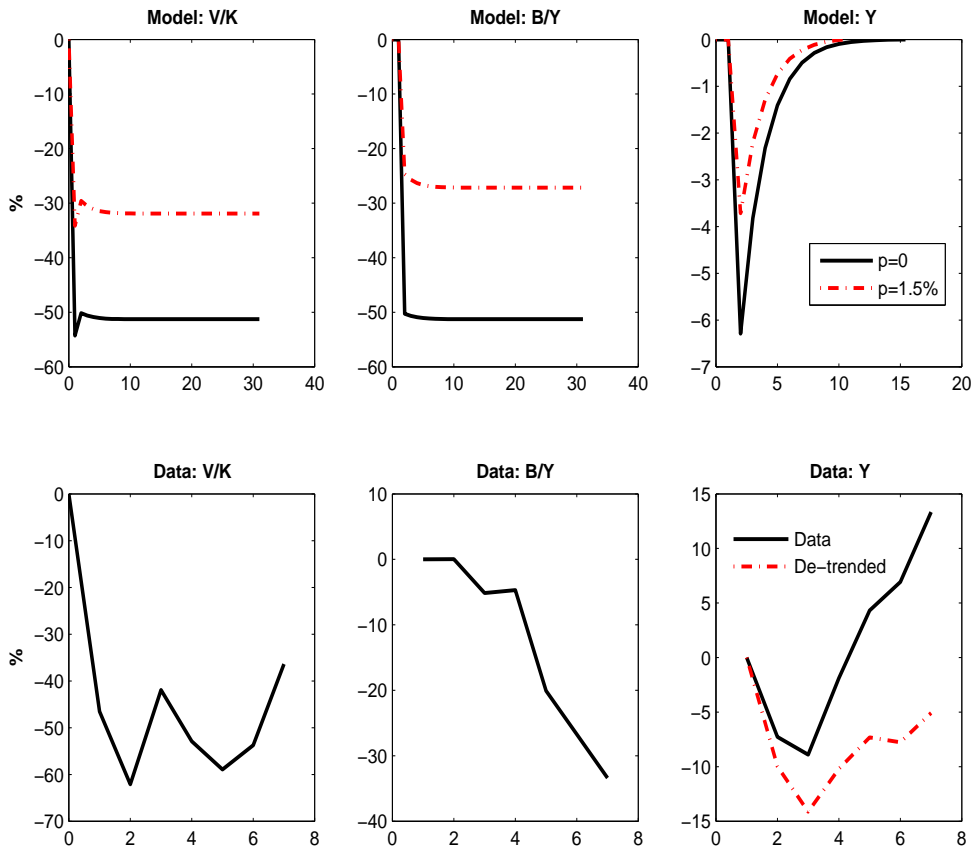 Model: V/K
Model: B/Y
Model: Y
0
−10
−20
−30
−40
−50
−60
%
0 10 20 30 40
0
−10
−20
−30
−40
−50
−60
0 10 20 30 40
0
−1
−2
−3
−4
−5
−6
−7
0 5 10 15 20
p=0
p=1.5%
Data: V/K
Data: B/Y
Data: Y
0
−10
−20
−30
−40
−50
−60
−70
%
0 2 4 6 8
10
0
−10
−20
−30
−40
0 2 4 6 8
15
10
5
0
−5
−10
−15
0 2 4 6 8
Data
De−trended